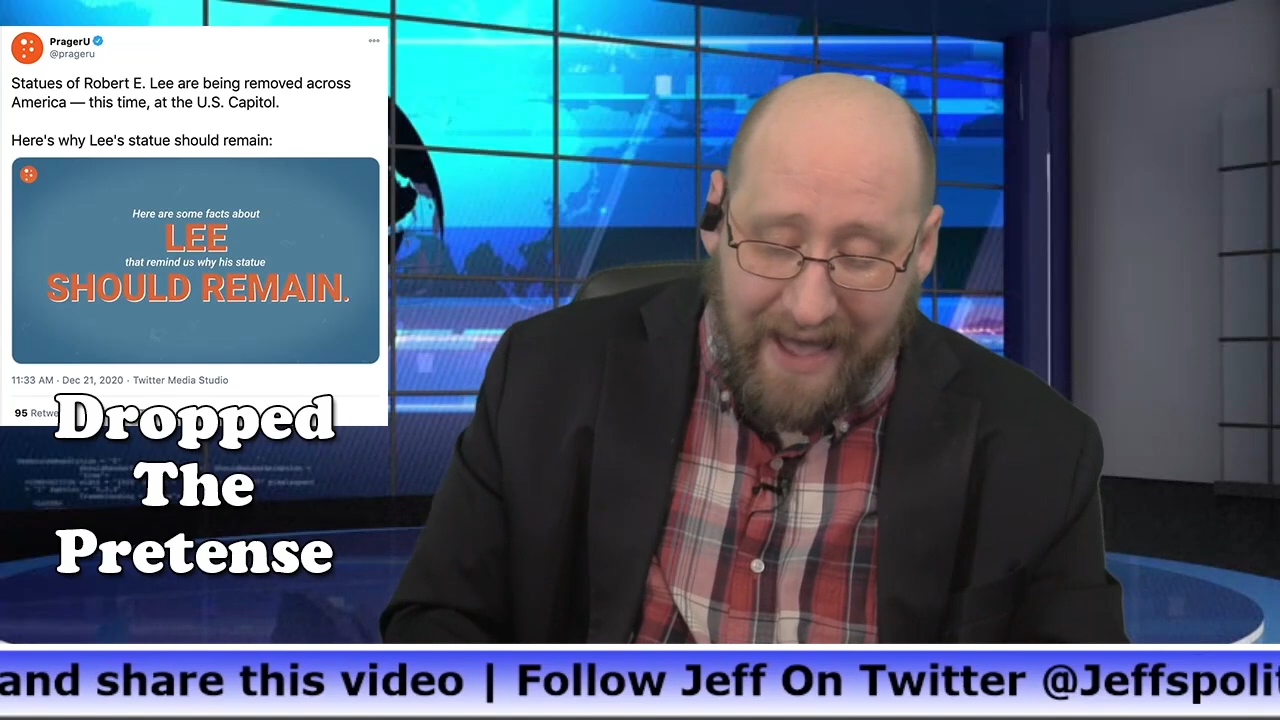 PragerU
@prageru
Statues of Robert E. Lee are being removed across
America — this time, at the U.S. Capitol.
Here's why Lee's statue should remain:
Here are some facts about
LEE
that remind us why his statue
SHOULD REMAIN.
11:33 AM · Dec 21, 2020 · Twitter Media Studio
95 Retwe
Dropped
The
Pretense
and share this video | Follow Jeff On Twitter @Jeffspolit